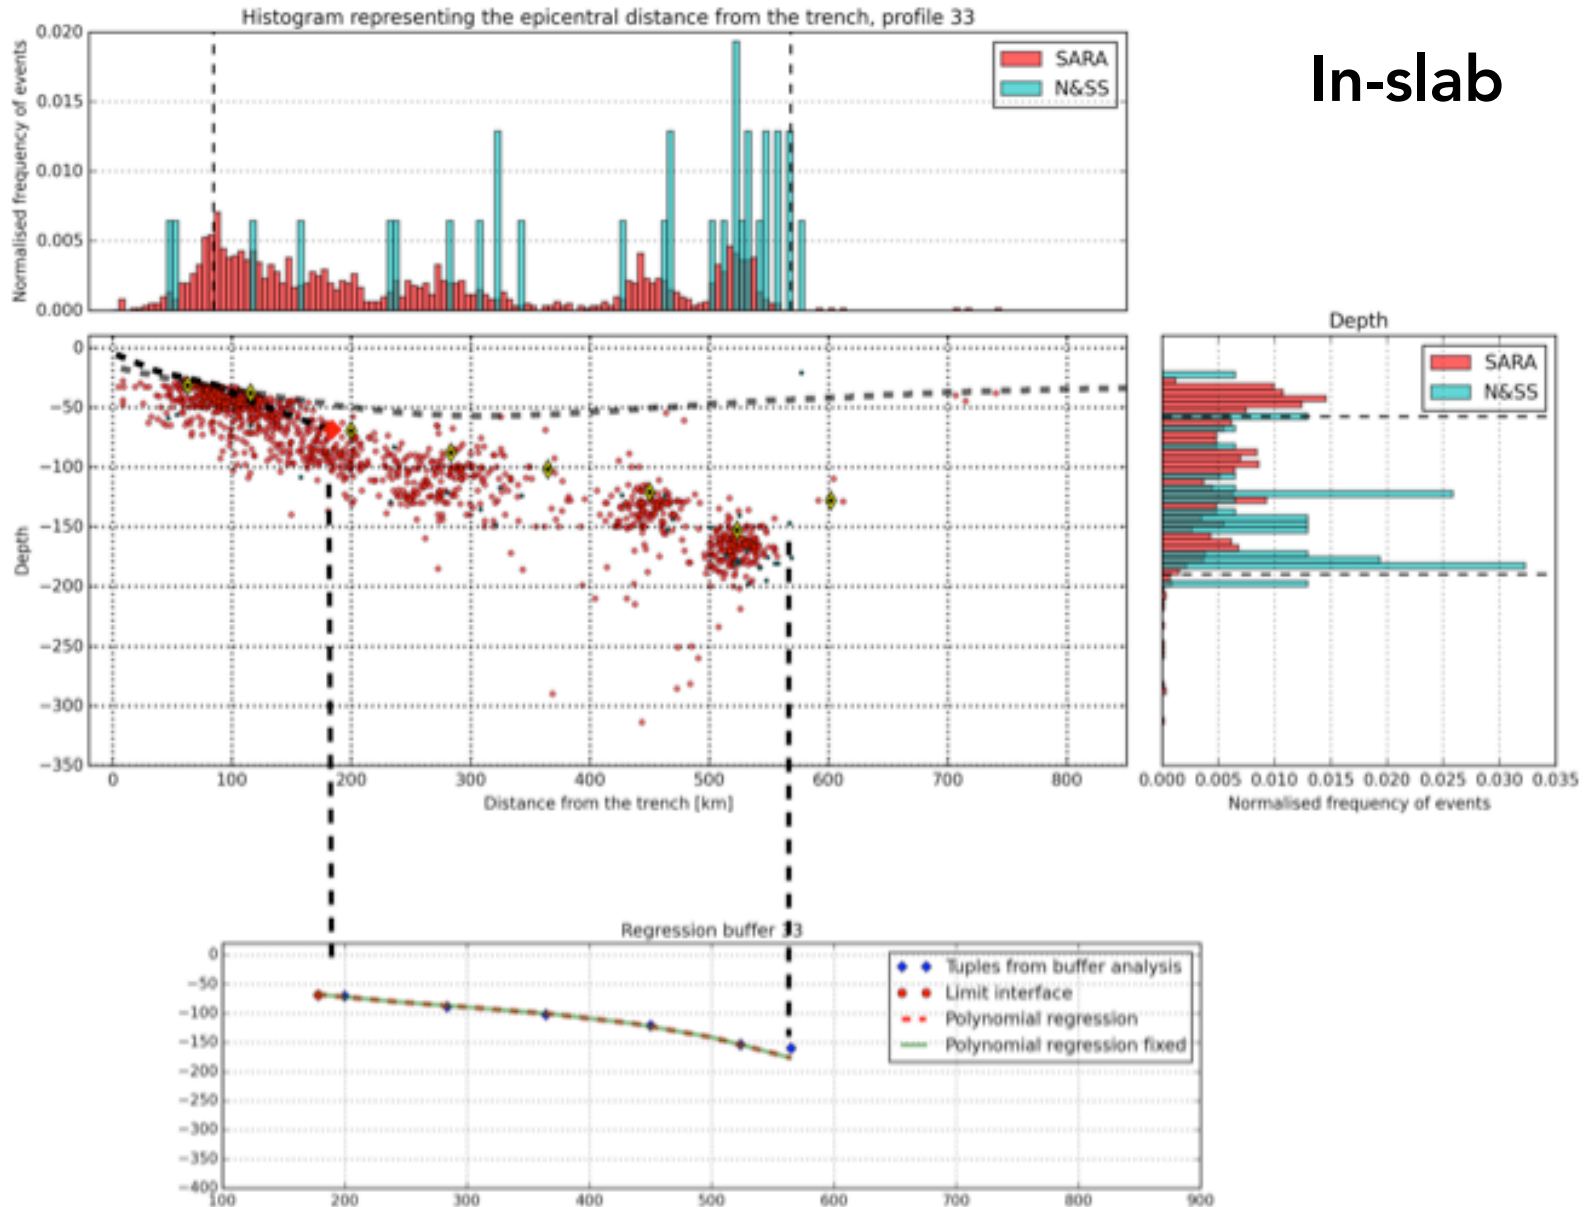 Histogram representing the epicentral distance from the trench, profile 33
In-slab
Normalised frequency of events
0.020
0.015
0.010
0.005
0.000
SARA
N&SS
Depth
0
−50
−100
−150
−200
−250
−300
−350
0 100 200 300 400 500 600 700 800
Distance from the trench [km]
Depth
SARA
N&SS
0.000 0.005 0.010 0.015 0.020 0.025 0.030 0.035
Normalised frequency of events
Regression buffer 33
0
−50
−100
−150
−200
−250
−300
−350
−400
100 200 300 400 500 600 700 800 900
Tuples from buffer analysis
Limit interface
Polynomial regression
Polynomial regression fixed